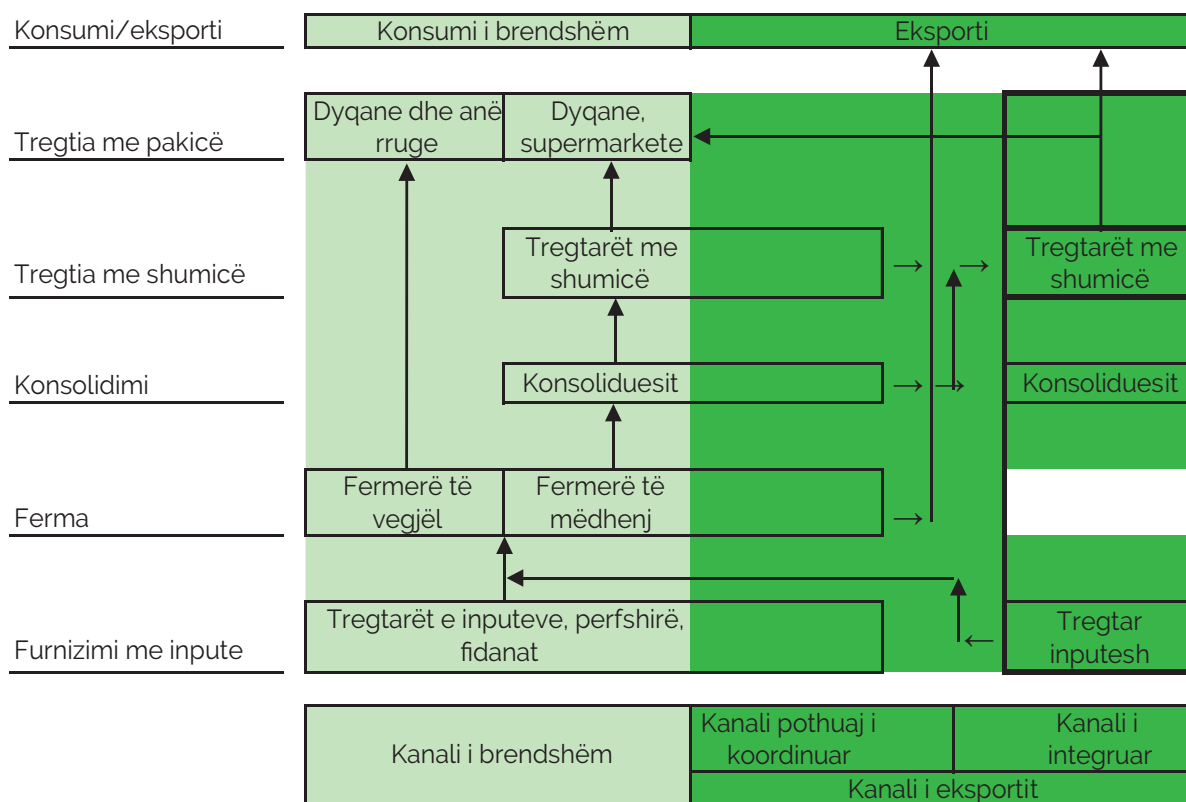 Konsumi/eksporti
Konsumi i brendshëm
Eksporti
Tregtia me pakicë
Dyqane dhe anë
rruge
Dyqane,
supermarkete
Tregtia me shumicë
Tregtarët me
shumicë
Tregtarët me
shumicë
Konsolidimi
Konsoliduesit
Konsoliduesit
Ferma
Fermerë të
vegjël
Fermerë të
mëdhenj
Furnizimi me inpute
Tregtarët e inputeve, perfshirë,
fidanat
Tregtar
inputesh
Kanali i brendshëm
Kanali pothuaj i
koordinuar
Kanali i
integruar
Kanali i eksportit